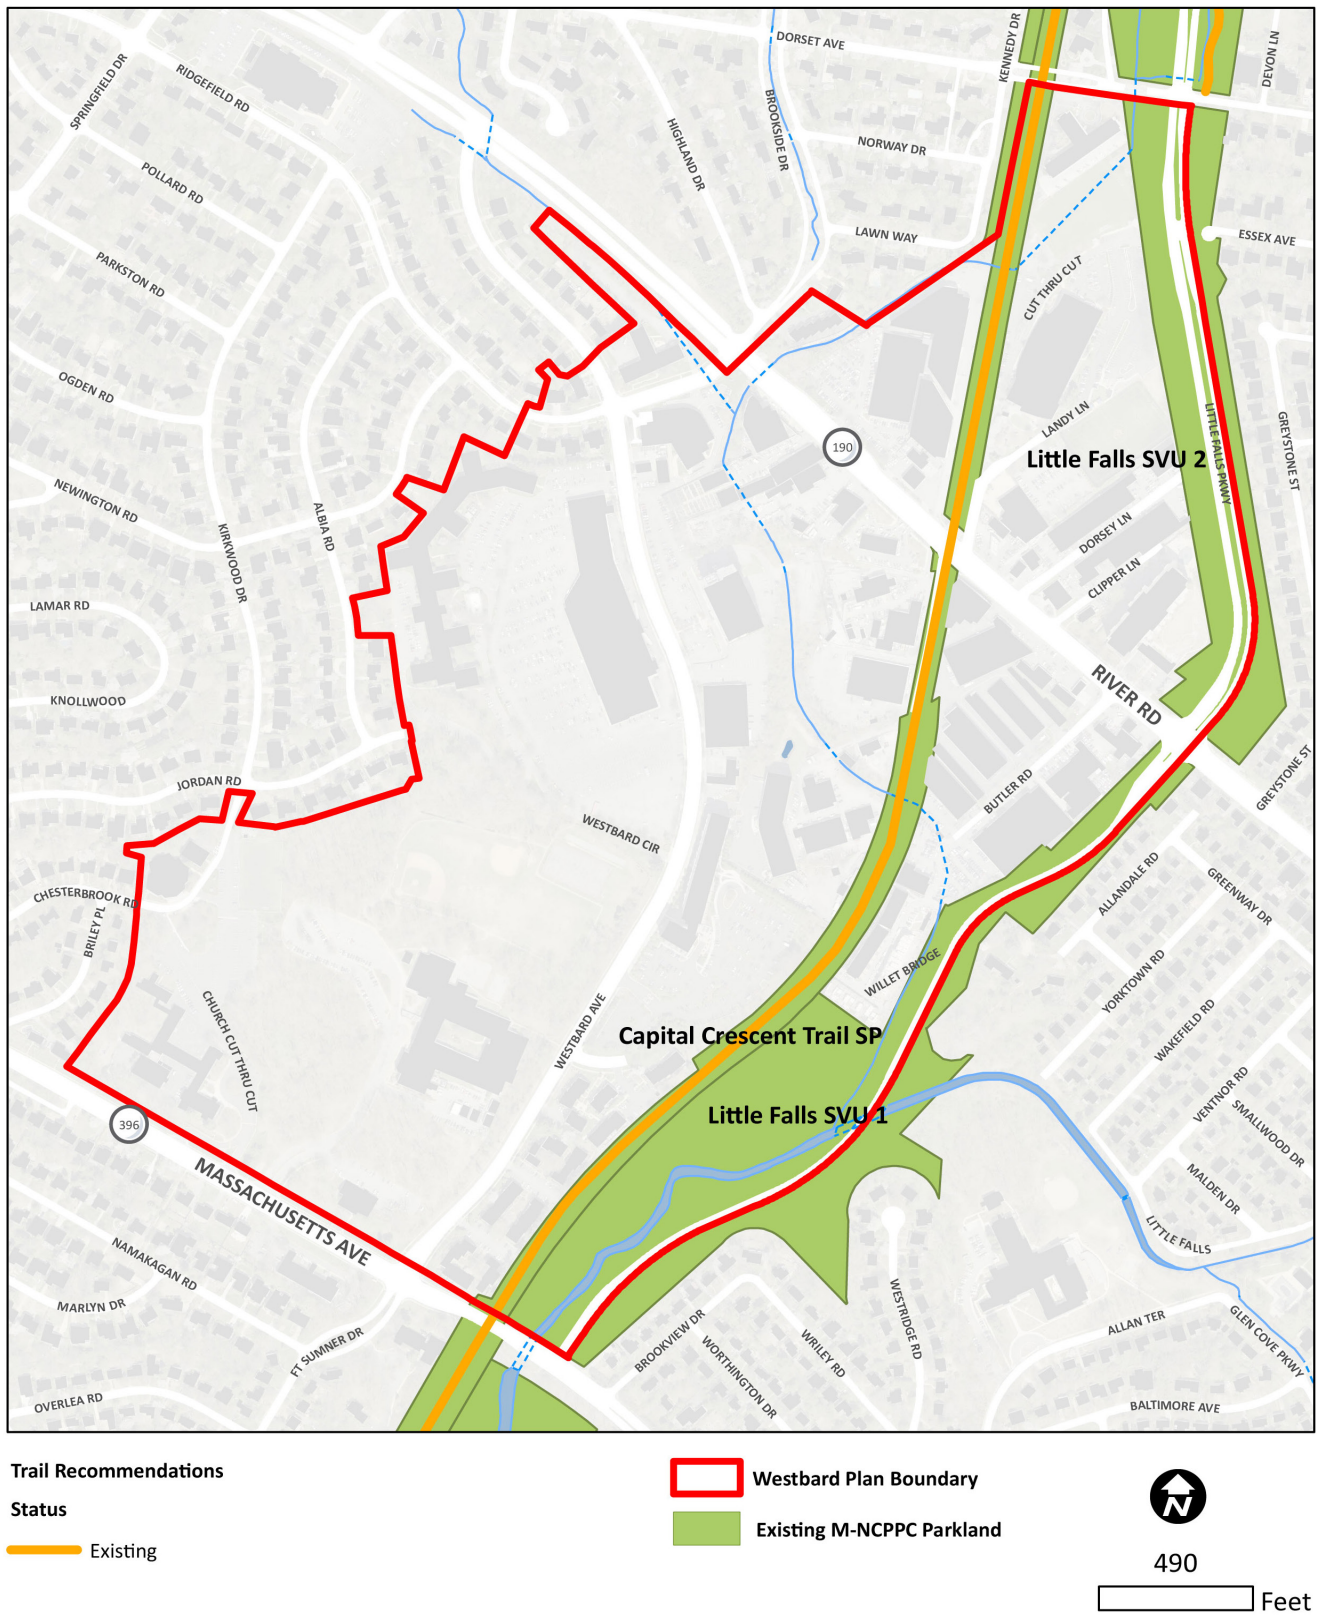 DORSET AVE
KENNEDY DR
DEVON LN
SPRINGFIELD DR
RIDGEFIELD RD
BROOKSIDE DR
HIGHLAND DR
NORWAY DR
POLLARD RD
LAWN WAY
ESSEX AVE
PARKSTON RD
CUT THRU CUT
OGDEN RD
LANDY LN
LITTLE FALLS PKWY
GREYSTONE ST
190
Little Falls SVU 2
NEWINGTON RD
ALBIA RD
KIRKWOOD DR
DORSEY LN
CLIPPER LN
LAMAR RD
KNOLLWOOD
RIVER RD
JORDAN RD
BUTLER RD
GREYSTONE ST
WESTBARD CIR
CHESTERBROOK RD
BRILEY PL
ALLANDALE RD
GREENWAY DR
WILLET BRIDGE
YORKTOWN RD
CHURCH CUT THRU CUT
WESTBARD AVE
Capital Crescent Trail SP
WAKEFIELD RD
Little Falls SVU 1
396
VENTNOR RD
SMALLWOOD DR
MASSACHUSETTS AVE
MALDEN DR
LITTLE FALLS
NAMAKAGAN RD
MARLYN DR
WESTRIDGE RD
GLEN COVE PKWY
ALLAN TER
FT SUMNER DR
BROOKVIEW DR
WORTHINGTON DR
WRILEY RD
OVERLEA RD
BALTIMORE AVE
Trail Recommendations
Status
Existing
Westbard Plan Boundary
Existing M-NCPPC Parkland
N
490
Feet